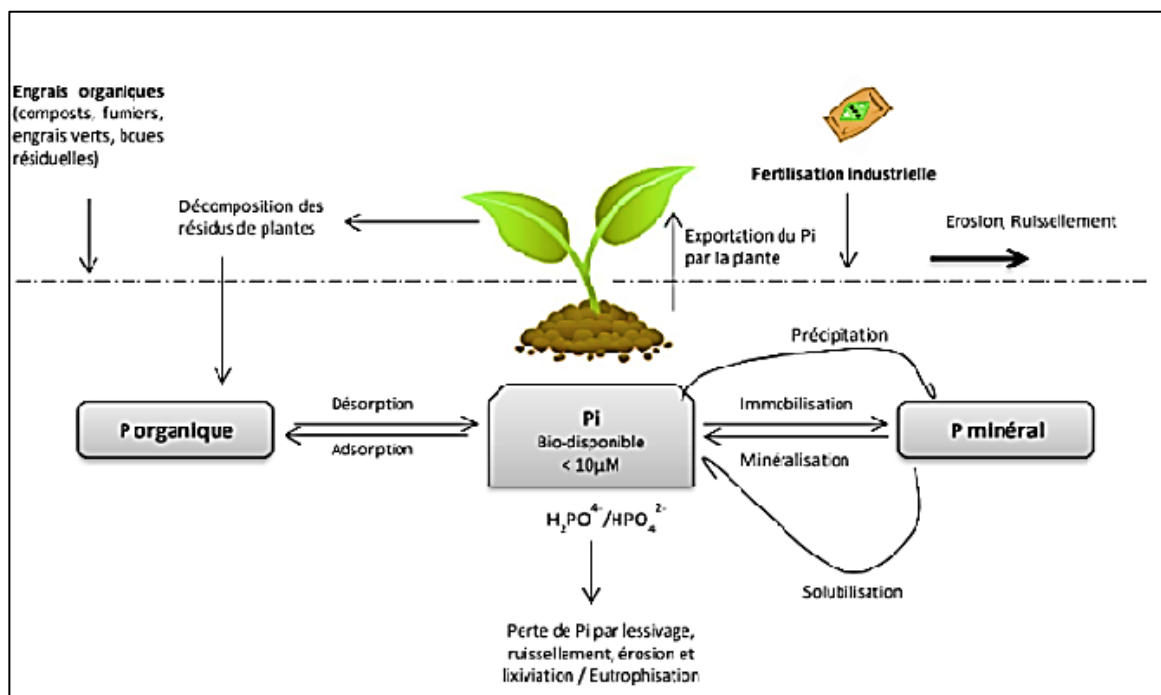 Engrais organiques
(composts, fumiers,
engrais verts, boues
résiduelles)
Fertilisation industrielle
Décomposition des
résidus de plantes
Exportation du Pi
par la plante
Erosion, Ruissellement
Précipitation
P organique
Désorption
Adsorption
Pi
Bio-disponible
< 10µM
Immobilisation
Minéralisation
P minéral
H₂PO⁴⁻/HPO₄²⁻
Solubilisation
Perte de Pi par lessivage,
ruissellement, érosion et
lixiviation / Eutrophisation